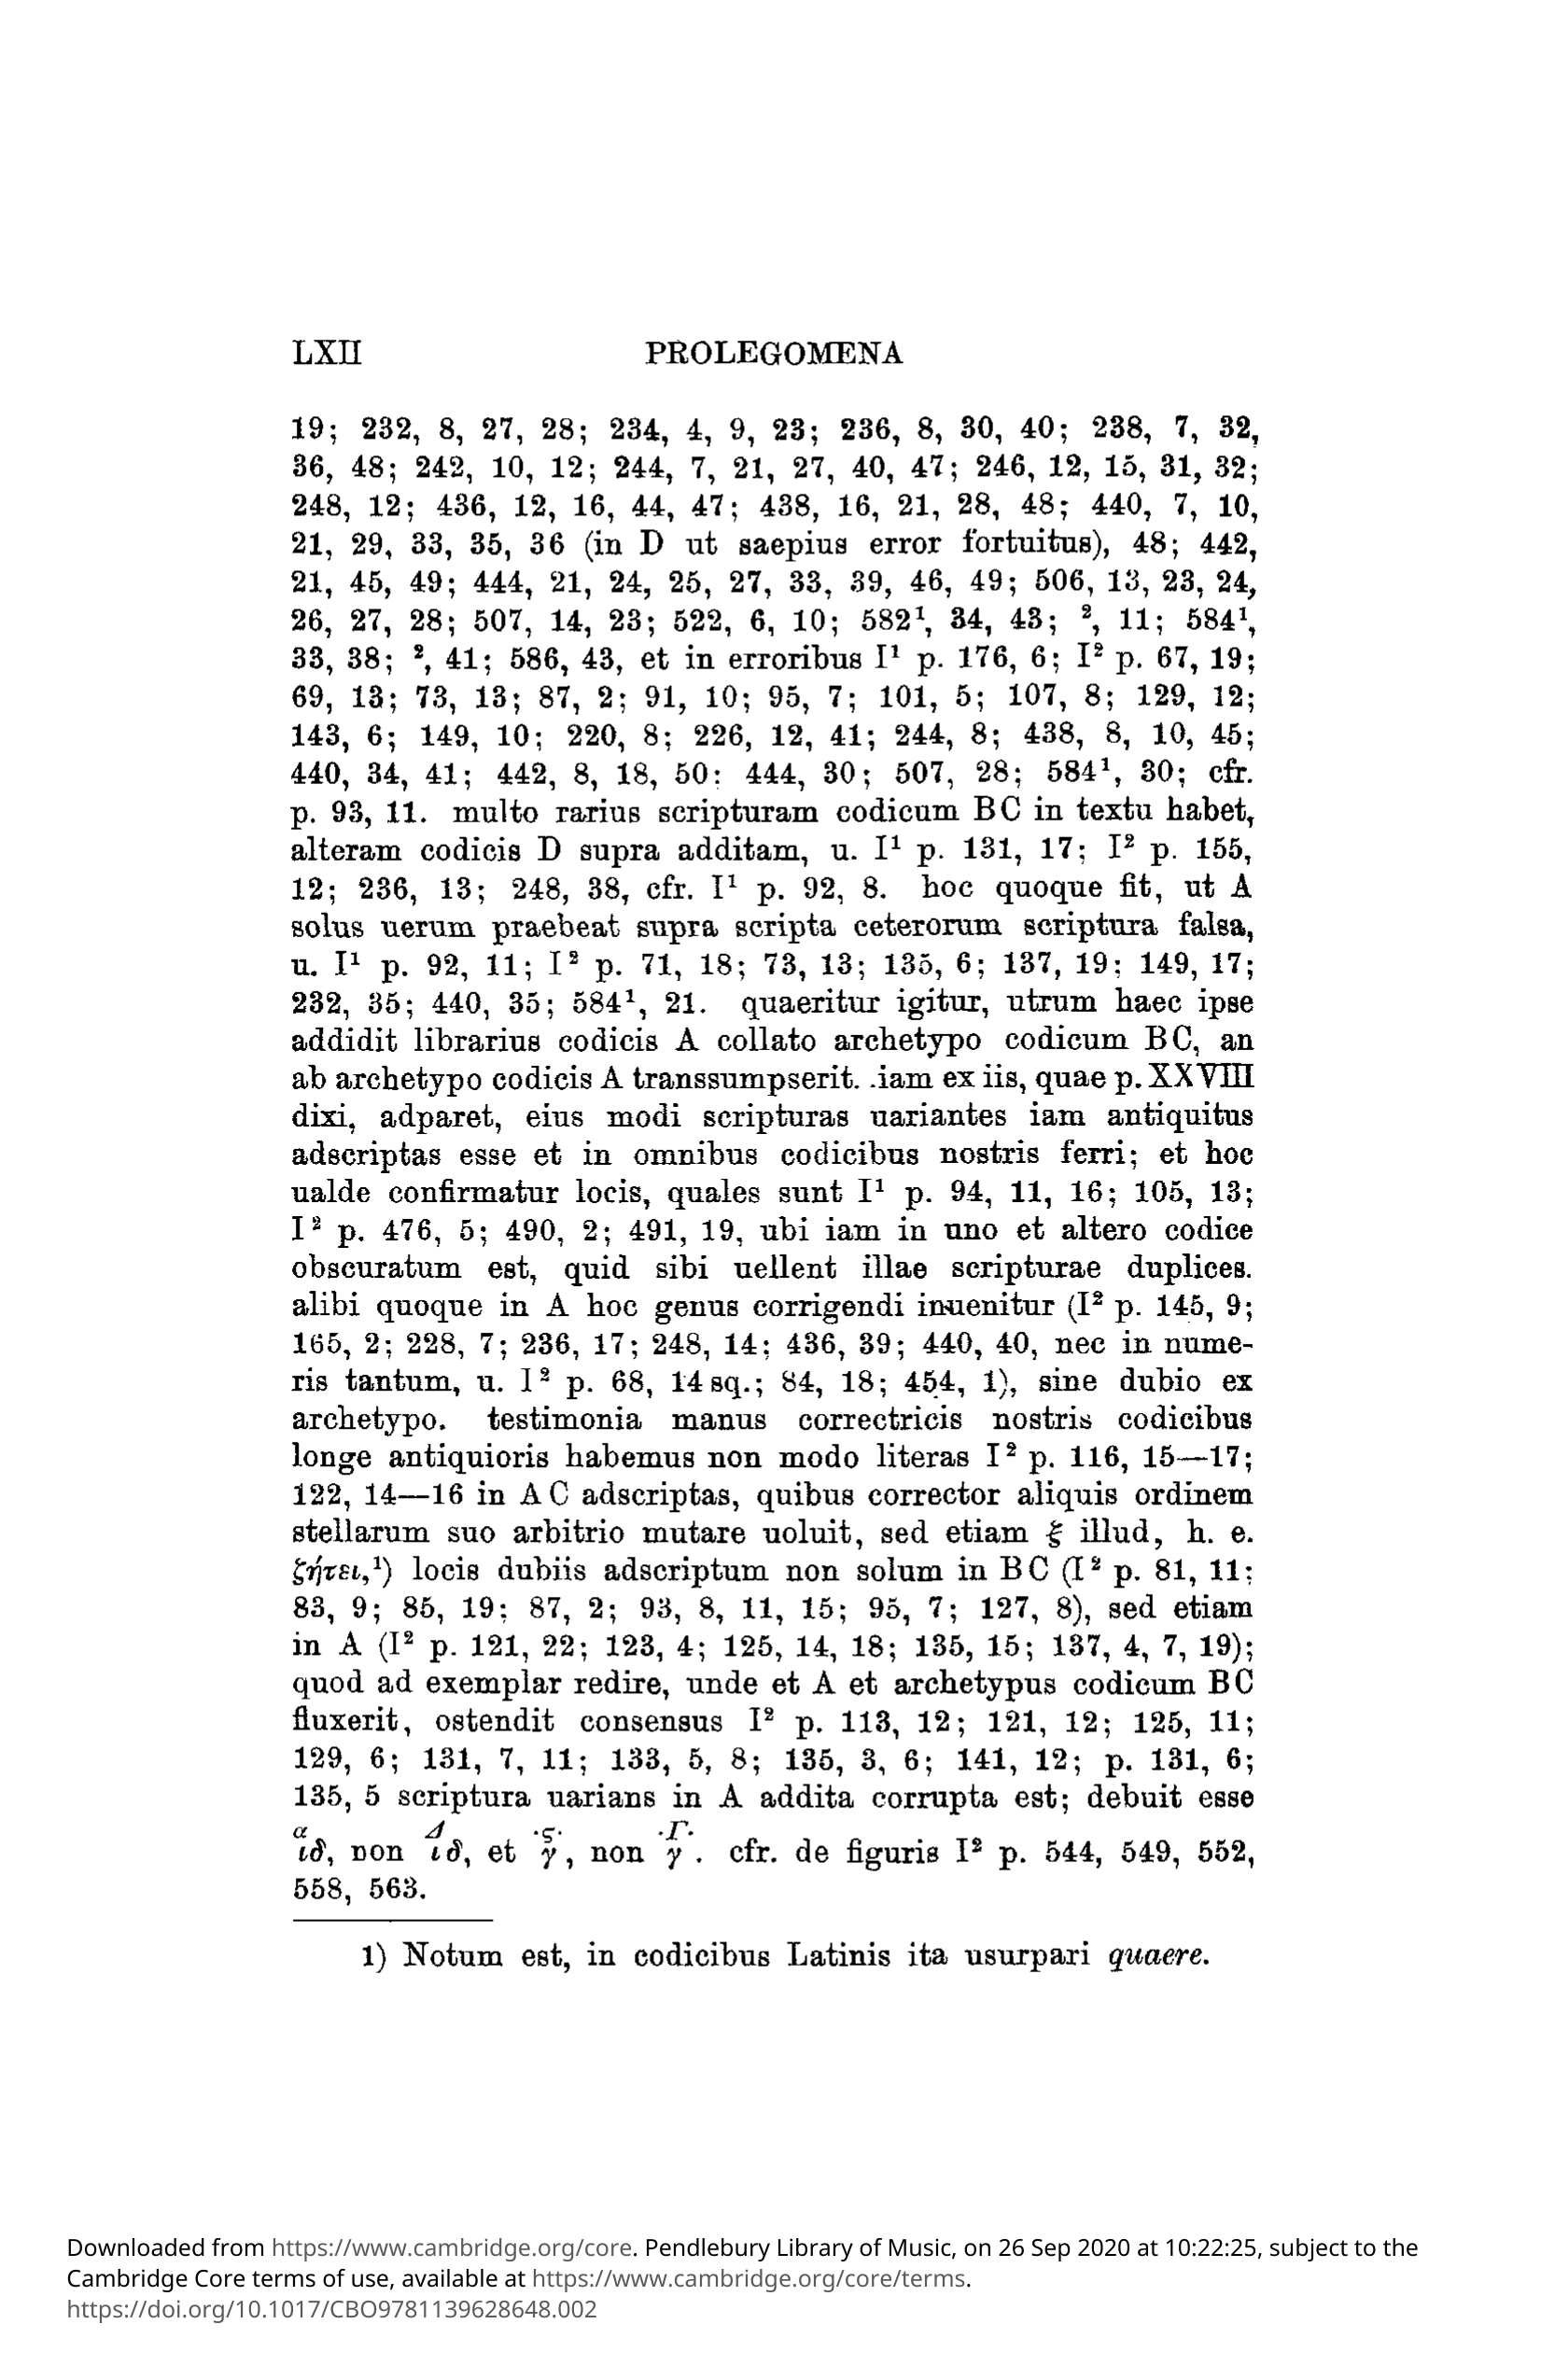 LXII PROLEGOMENA
19; 232, 8, 27, 28; 234, 4, 9, 23; 236, 8, 30, 40; 238, 7, 32,
36, 48; 242, 10, 12; 244, 7, 21, 27, 40, 47; 246, 12, 15, 31, 32;
248, 12; 436, 12, 16, 44, 47; 438, 16, 21, 28, 48; 440, 7, 10,
21, 29, 33, 35, 36 (in D ut saepius error fortuitus), 48; 442,
21, 45, 49; 444, 21, 24, 25, 27, 33, 39, 46, 49; 506, 13, 23, 24,
26, 27, 28; 507, 14, 23; 522, 6, 10; 582¹, 34, 43; ², 11; 584¹,
33, 38; ², 41; 586, 43, et in erroribus I¹ p. 176, 6; I² p. 67, 19;
69, 13; 73, 13; 87, 2; 91, 10; 95, 7; 101, 5; 107, 8; 129, 12;
143, 6; 149, 10; 220, 8; 226, 12, 41; 244, 8; 438, 8, 10, 45;
440, 34, 41; 442, 8, 18, 50: 444, 30; 507, 28; 584¹, 30; cfr.
p. 93, 11. multo rarius scripturam codicum BC in textu habet,
alteram codicis D supra additam, u. I¹ p. 131, 17; I² p. 155,
12; 236, 13; 248, 38, cfr. I¹ p. 92, 8. hoc quoque fit, ut A
solus uerum praebeat supra scripta ceterorum scriptura falsa,
u. I¹ p. 92, 11; I² p. 71, 18; 73, 13; 135, 6; 137, 19; 149, 17;
232, 35; 440, 35; 584¹, 21. quaeritur igitur, utrum haec ipse
addidit librarius codicis A collato archetypo codicum BC, an
ab archetypo codicis A transsumpserit. iam ex iis, quae p. XXVIII
dixi, adparet, eius modi scripturas uariantes iam antiquitus
adscriptas esse et in omnibus codicibus nostris ferri; et hoc
ualde confirmatur locis, quales sunt I¹ p. 94, 11, 16; 105, 13;
I² p. 476, 5; 490, 2; 491, 19, ubi iam in uno et altero codice
obscuratum est, quid sibi uellent illae scripturae duplices.
alibi quoque in A hoc genus corrigendi inuenitur (I² p. 145, 9;
165, 2; 228, 7; 236, 17; 248, 14; 436, 39; 440, 40, nec in nume-
ris tantum, u. I² p. 68, 14 sq.; 84, 18; 454, 1), sine dubio ex
archetypo. testimonia manus correctricis nostris codicibus
longe antiquioris habemus non modo literas I² p. 116, 15—17;
122, 14—16 in AC adscriptas, quibus corrector aliquis ordinem
stellarum suo arbitrio mutare uoluit, sed etiam ξ illud, h. e.
ζήτει,¹) locis dubiis adscriptum non solum in BC (I² p. 81, 11;
83, 9; 85, 19; 87, 2; 93, 8, 11, 15; 95, 7; 127, 8), sed etiam
in A (I² p. 121, 22; 123, 4; 125, 14, 18; 135, 15; 137, 4, 7, 19);
quod ad exemplar redire, unde et A et archetypus codicum BC
fluxerit, ostendit consensus I² p. 113, 12; 121, 12; 125, 11;
129, 6; 131, 7, 11; 133, 5, 8; 135, 3, 6; 141, 12; p. 131, 6;
135, 5 scriptura uarians in A addita corrupta est; debuit esse
α Δ ·ς· ·Γ·
ιδ, non ιδ, et γ, non γ. cfr. de figuris I² p. 544, 549, 552,
558, 563.
1) Notum est, in codicibus Latinis ita usurpari quaere.
Downloaded from https://www.cambridge.org/core. Pendlebury Library of Music, on 26 Sep 2020 at 10:22:25, subject to the
Cambridge Core terms of use, available at https://www.cambridge.org/core/terms.
https://doi.org/10.1017/CBO9781139628648.002